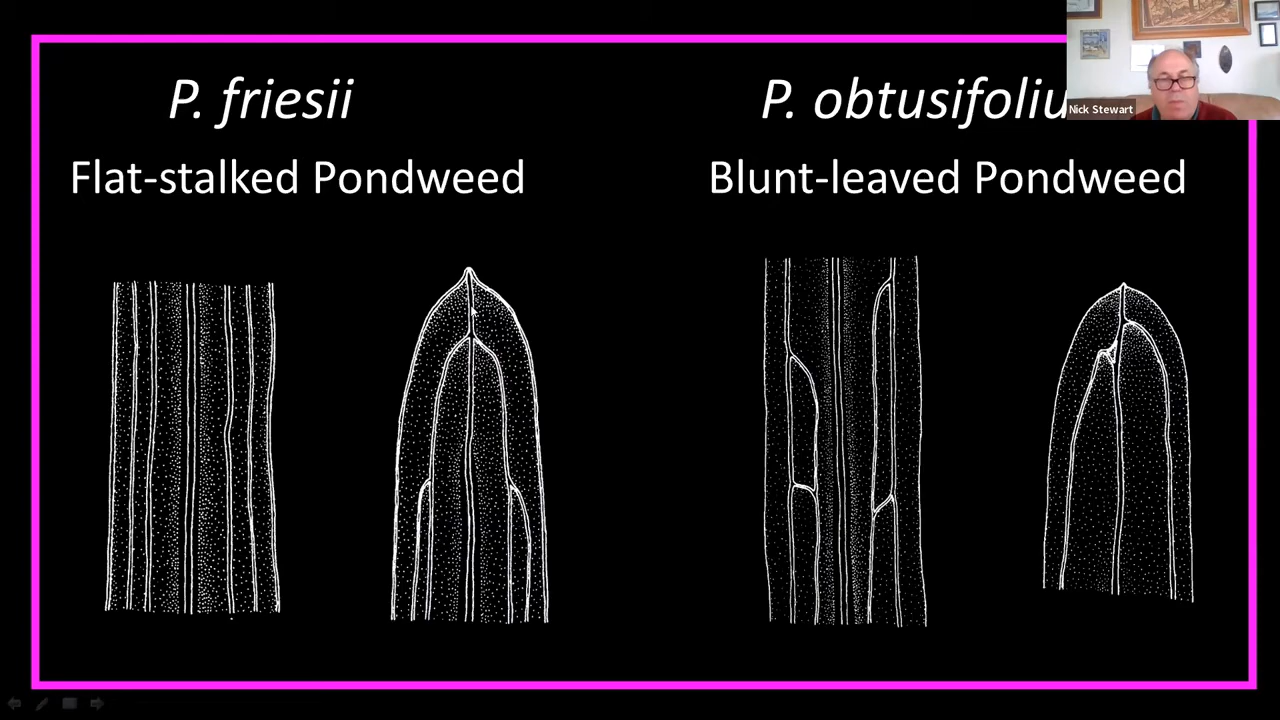 P. friesii
P. obtusifoliu
Nick Stewart
Flat-stalked Pondweed
Blunt-leaved Pondweed